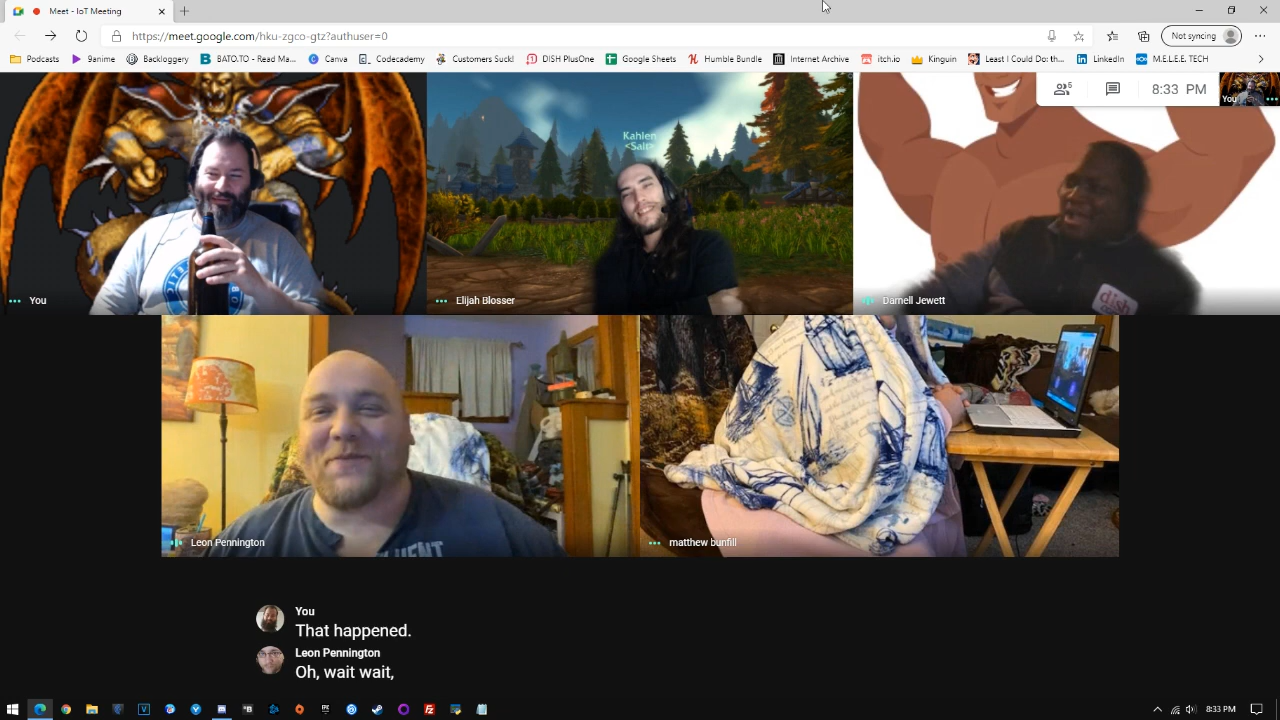 Meet - IoT Meeting
https://meet.google.com/hku-zgco-gtz?authuser=0
Not syncing
Podcasts
9anime
Backloggery
BATO.TO - Read Ma...
Canva
Codecademy
Customers Suck!
DISH PlusOne
Google Sheets
Humble Bundle
Internet Archive
itch.io
Kinguin
Least I Could Do: th...
LinkedIn
M.E.L.E.E. TECH
6
8:33 PM
You
Kahlen
<Salt>
You
Elijah Blosser
dish
Darnell Jewett
Leon Pennington
matthew bunfill
You
That happened.
Leon Pennington
Oh, wait wait,
8:33 PM